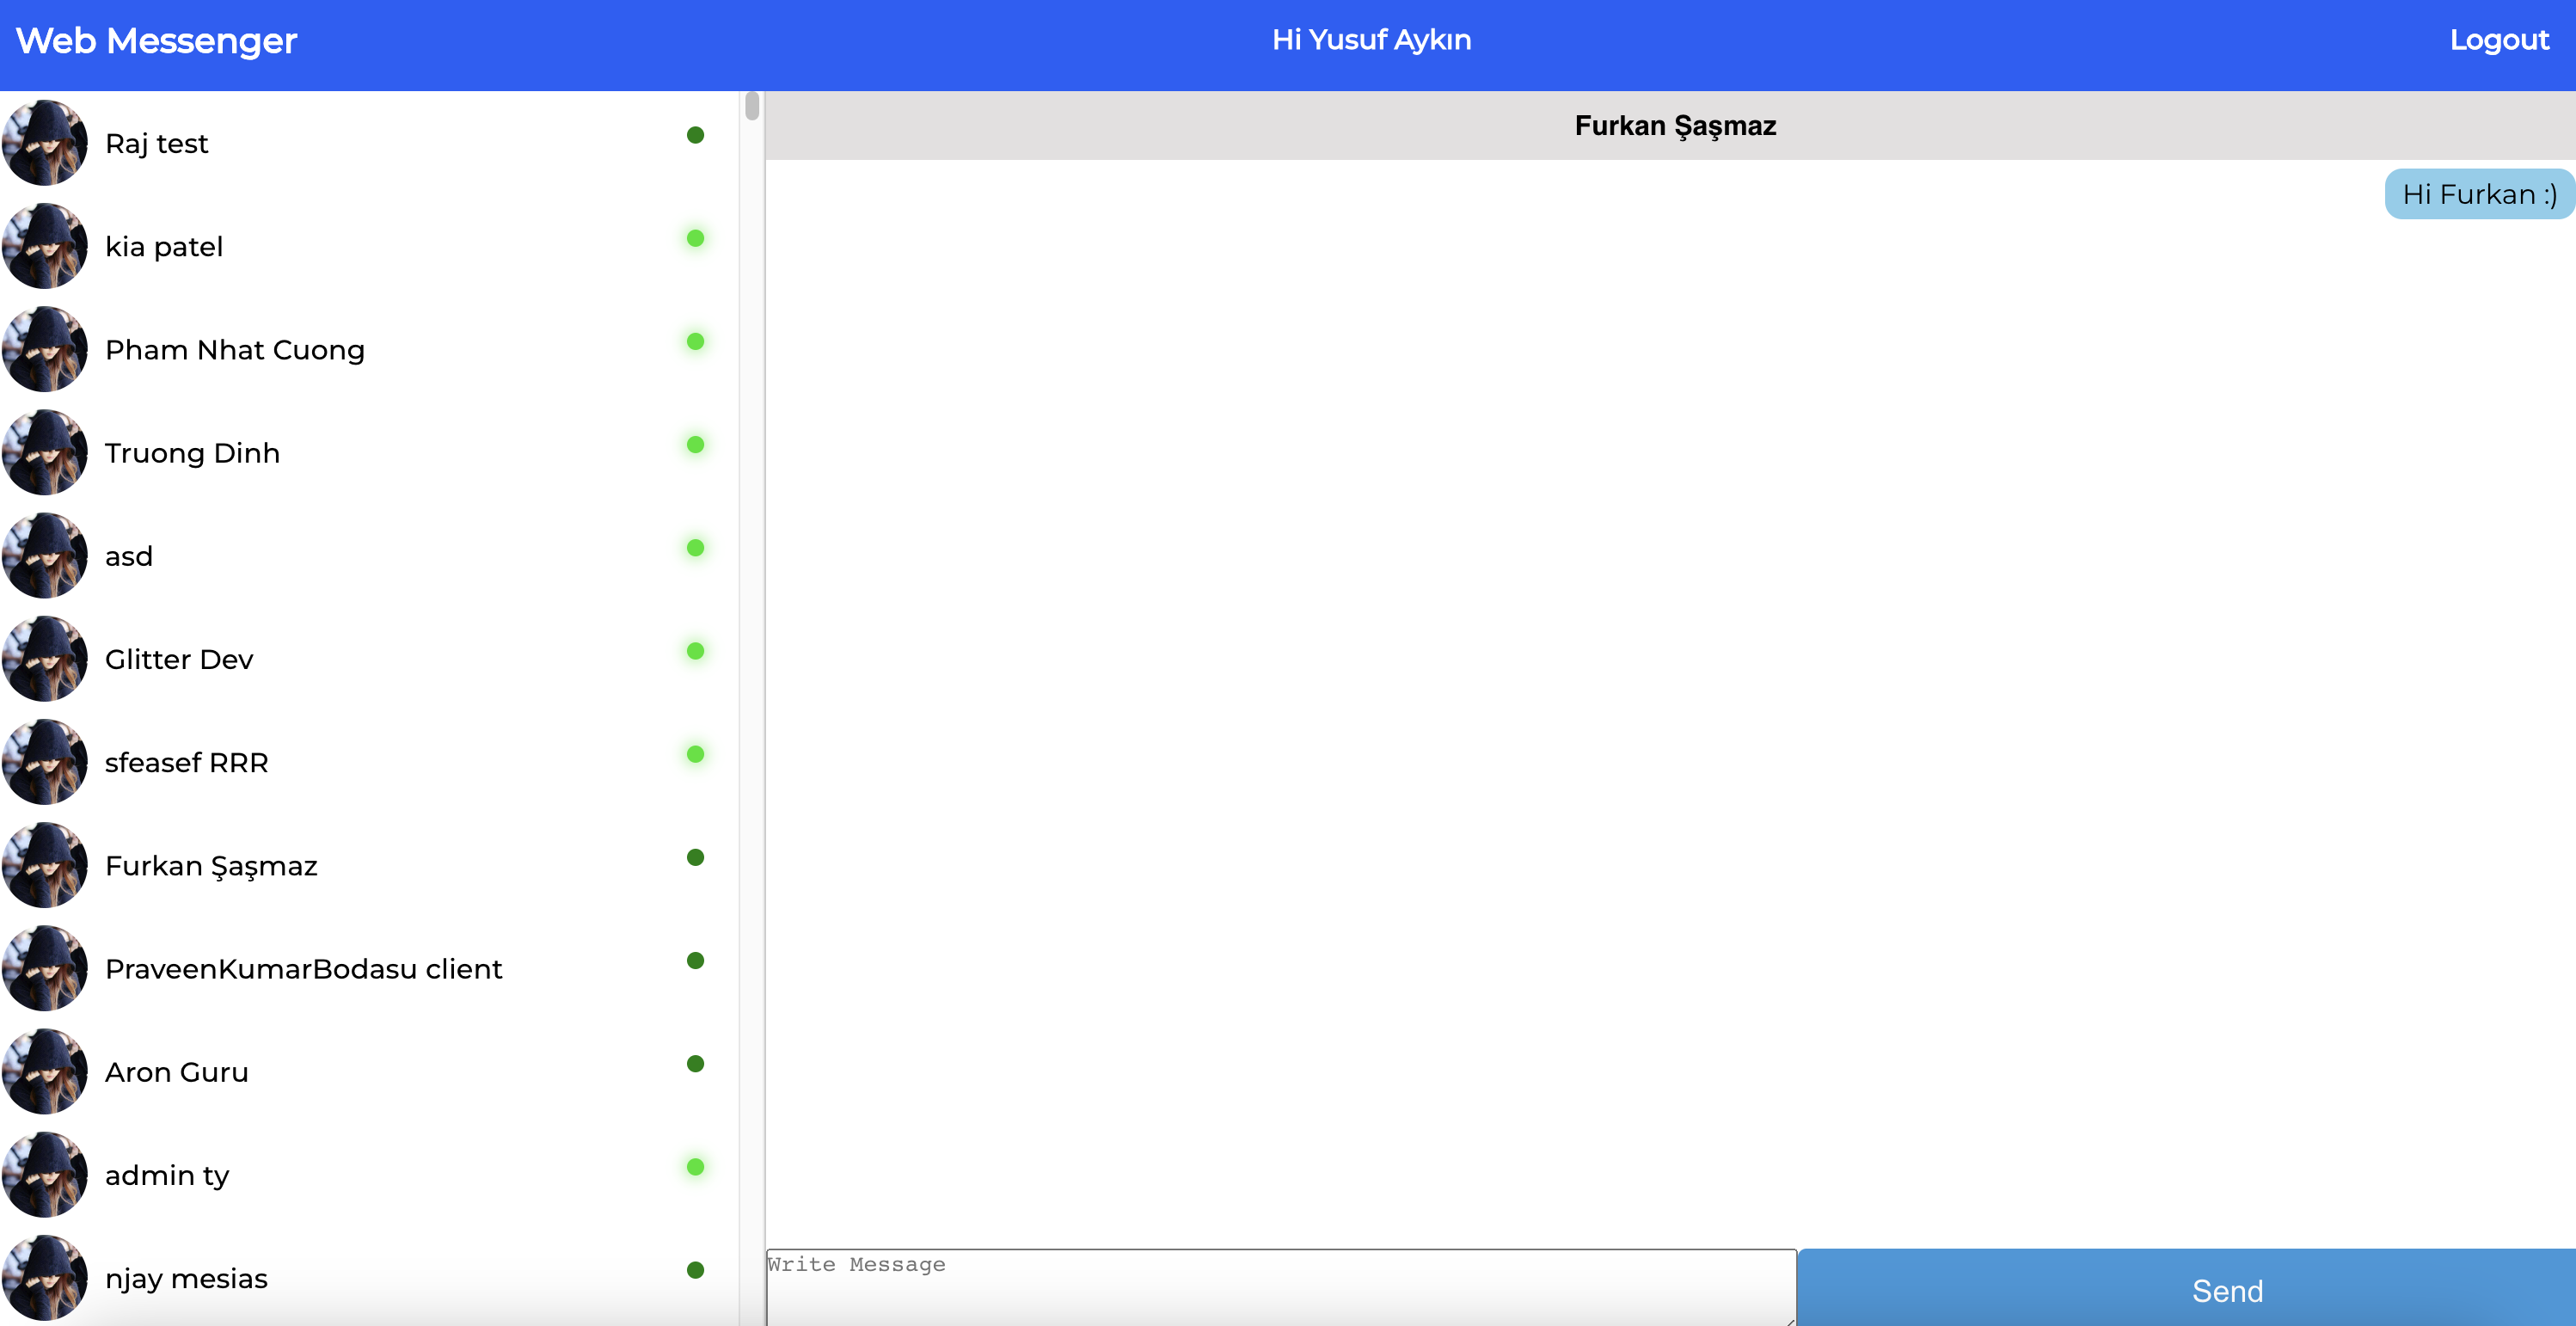 Web Messenger
Hi Yusuf Aykın
Logout
Raj test
kia patel
Pham Nhat Cuong
Truong Dinh
asd
Glitter Dev
sfeasef RRR
Furkan Şaşmaz
PraveenKumarBodasu client
Aron Guru
admin ty
njay mesias
Furkan Şaşmaz
Hi Furkan :)
Write Message
Send